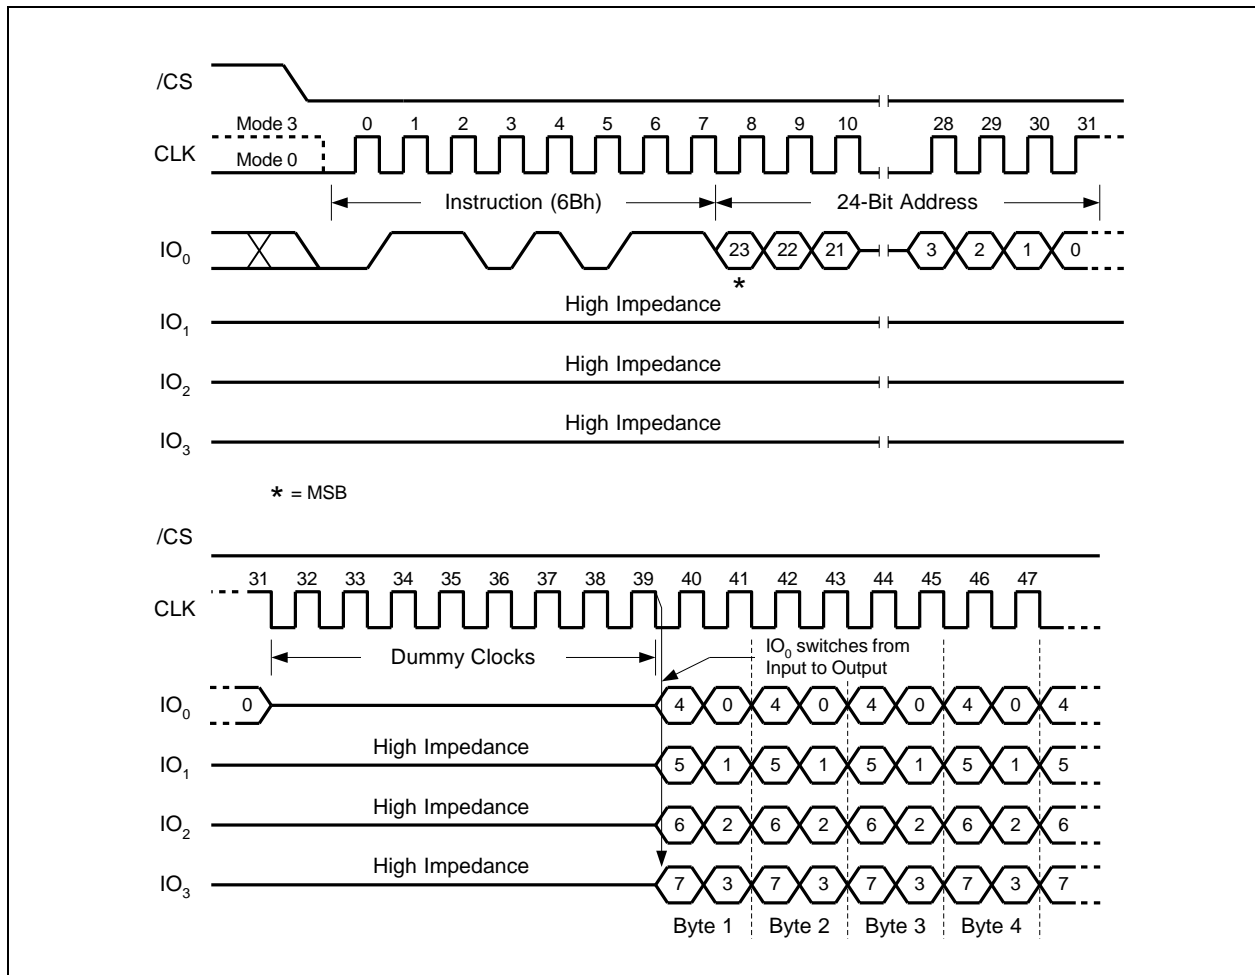 /CS
Mode 3 0 1 2 3 4 5 6 7 8 9 10 28 29 30 31
CLK
Mode 0
Instruction (6Bh) 24-Bit Address
IO0 23 22 21 3 2 1 0
*
High Impedance
IO1
High Impedance
IO2
High Impedance
IO3
* = MSB
/CS
31 32 33 34 35 36 37 38 39 40 41 42 43 44 45 46 47
CLK
Dummy Clocks
IO0 switches from
Input to Output
IO0 0 4 0 4 0 4 0 4 0 4
High Impedance
IO1 5 1 5 1 5 1 5 1 5
High Impedance
IO2 6 2 6 2 6 2 6 2 6
High Impedance
IO3 7 3 7 3 7 3 7 3 7
Byte 1 Byte 2 Byte 3 Byte 4